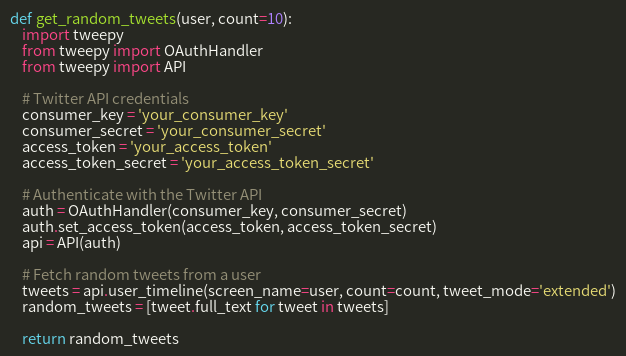 def get_random_tweets(user, count=10):
import tweepy
from tweepy import OAuthHandler
from tweepy import API
# Twitter API credentials
consumer_key = 'your_consumer_key'
consumer_secret = 'your_consumer_secret'
access_token = 'your_access_token'
access_token_secret = 'your_access_token_secret'
# Authenticate with the Twitter API
auth = OAuthHandler(consumer_key, consumer_secret)
auth.set_access_token(access_token, access_token_secret)
api = API(auth)
# Fetch random tweets from a user
tweets = api.user_timeline(screen_name=user, count=count, tweet_mode='extended')
random_tweets = [tweet.full_text for tweet in tweets]
return random_tweets